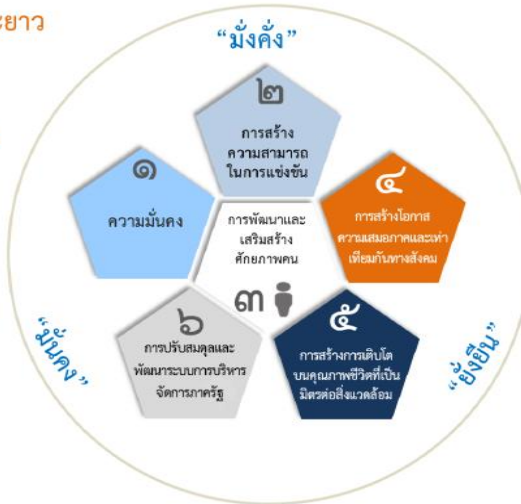 ะยาว
“มั่งคั่ง”
๒
การสร้าง
ความสามารถ
ในการแข่งขัน
๑
ความมั่นคง
๔
การสร้างโอกาส
ความเสมอภาคและเท่า
เทียมกันทางสังคม
การพัฒนาและ
เสริมสร้าง
ศักยภาพคน
๓
๖
การปรับสมดุลและ
พัฒนาระบบการบริหาร
จัดการภาครัฐ
๕
การสร้างการเติบโต
บนคุณภาพชีวิตที่เป็น
มิตรต่อสิ่งแวดล้อม
“มั่นคง”
“ยั่งยืน”